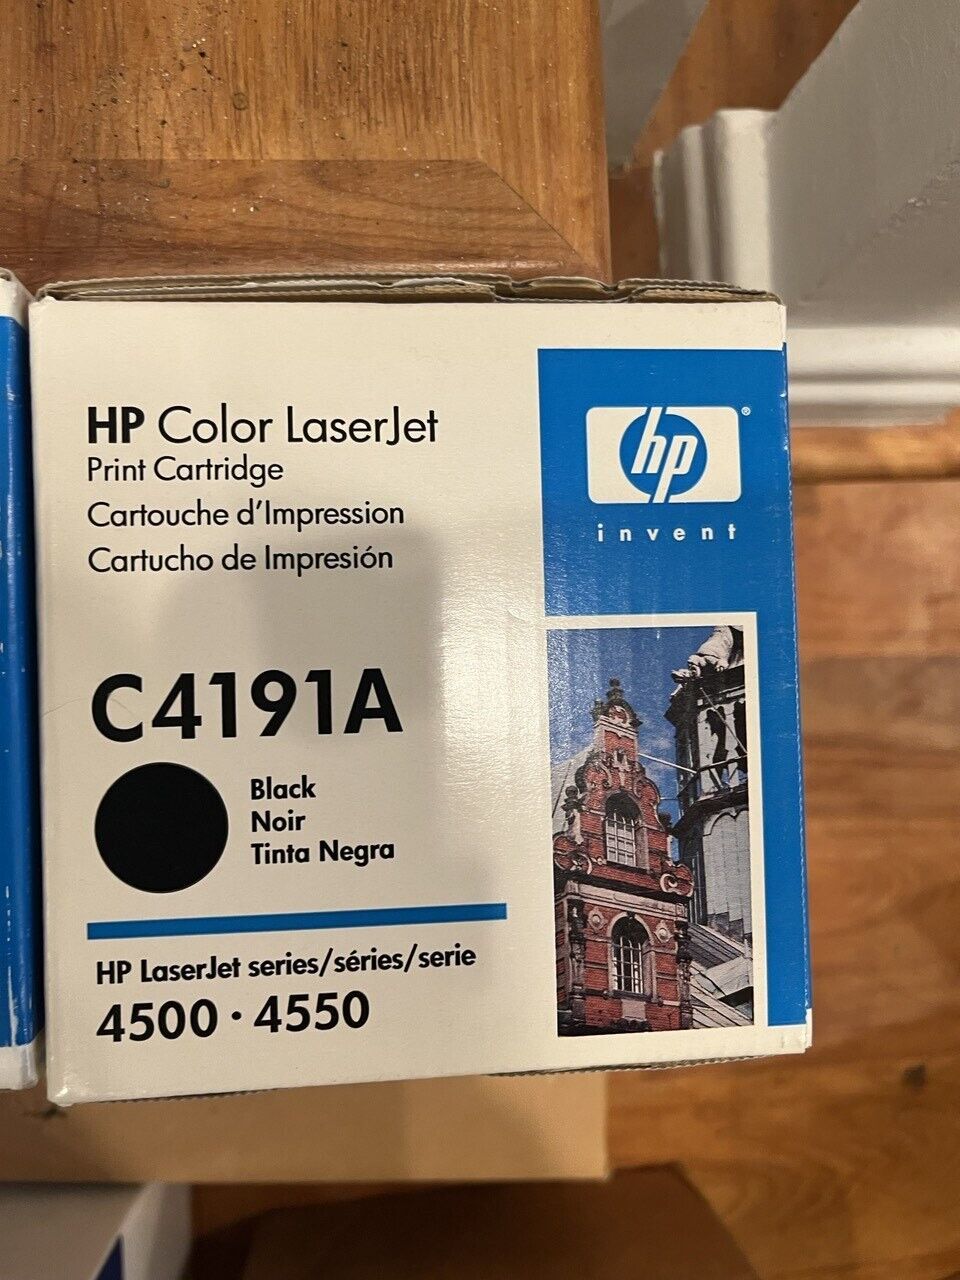 HP Color LaserJet
Print Cartridge
Cartouche d'Impression
Cartucho de Impresión
C4191A
Black
Noir
Tinta Negra
HP LaserJet series/séries/serie
4500 • 4550
hp®
invent